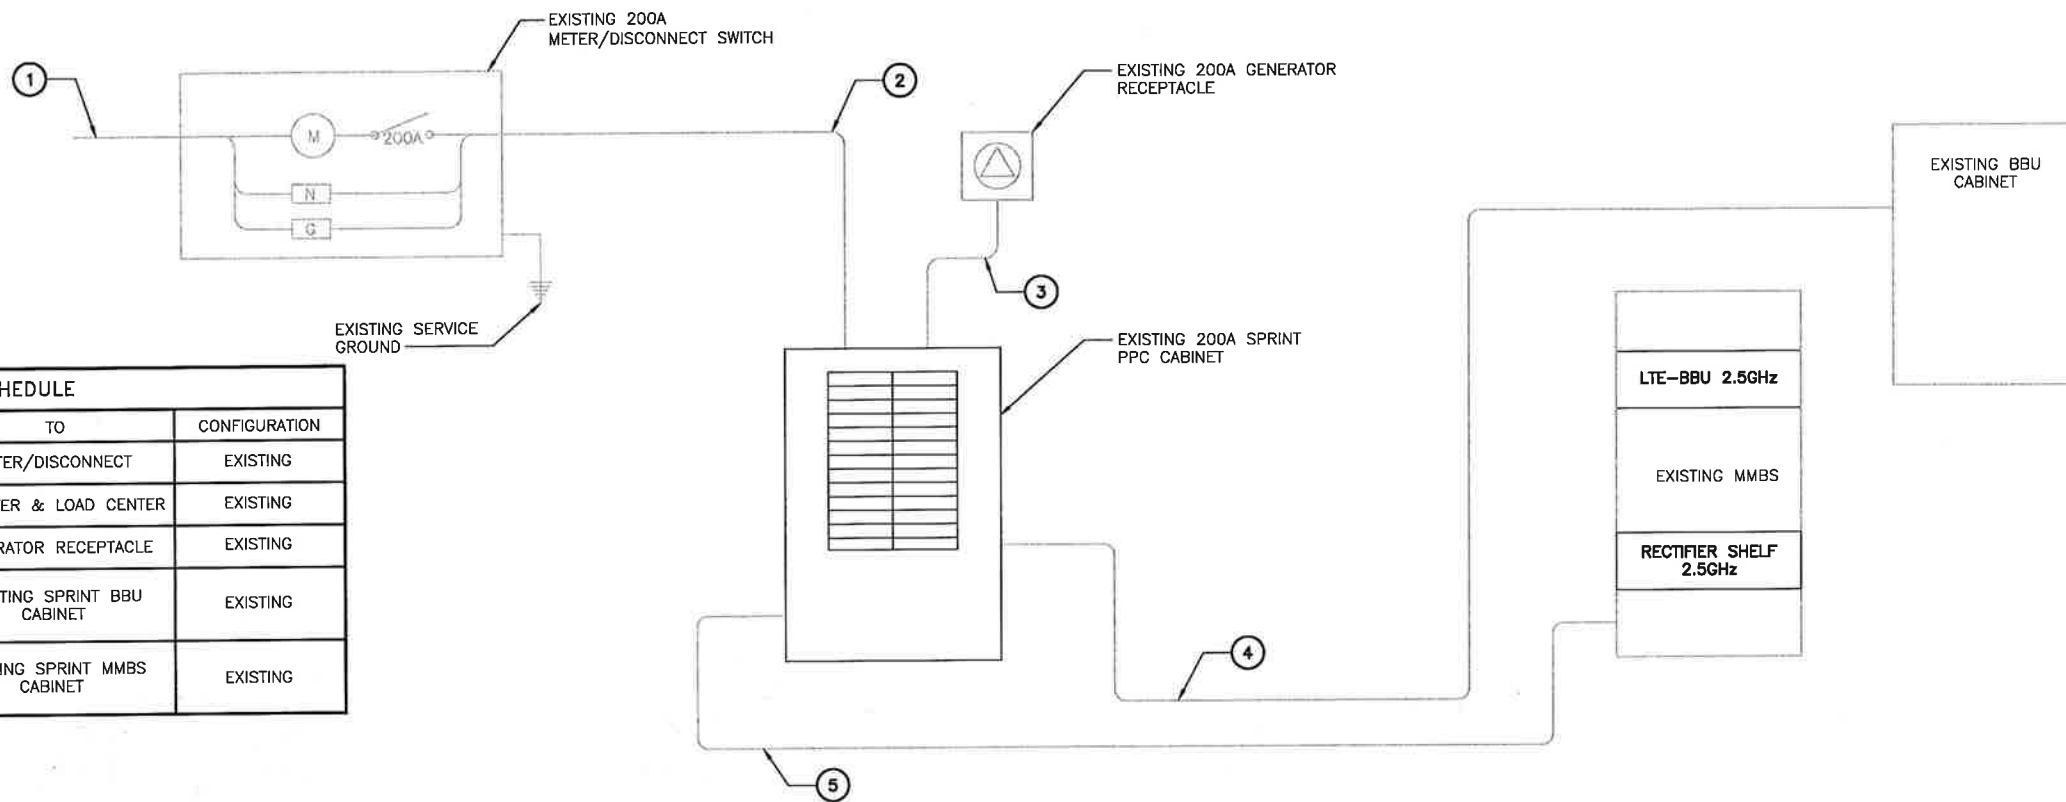 EXISTING 200A
METER/DISCONNECT SWITCH
1
2
EXISTING 200A GENERATOR
RECEPTACLE
M
200A
N
G
EXISTING BBU
CABINET
3
EXISTING SERVICE
GROUND
EXISTING 200A SPRINT
PPC CABINET
LTE-BBU 2.5GHz
EXISTING MMBS
RECTIFIER SHELF
2.5GHz
4
5
HEDULE
TO CONFIGURATION
TER/DISCONNECT EXISTING
TER & LOAD CENTER EXISTING
RATOR RECEPTACLE EXISTING
TING SPRINT BBU
CABINET
EXISTING
ING SPRINT MMBS
CABINET
EXISTING